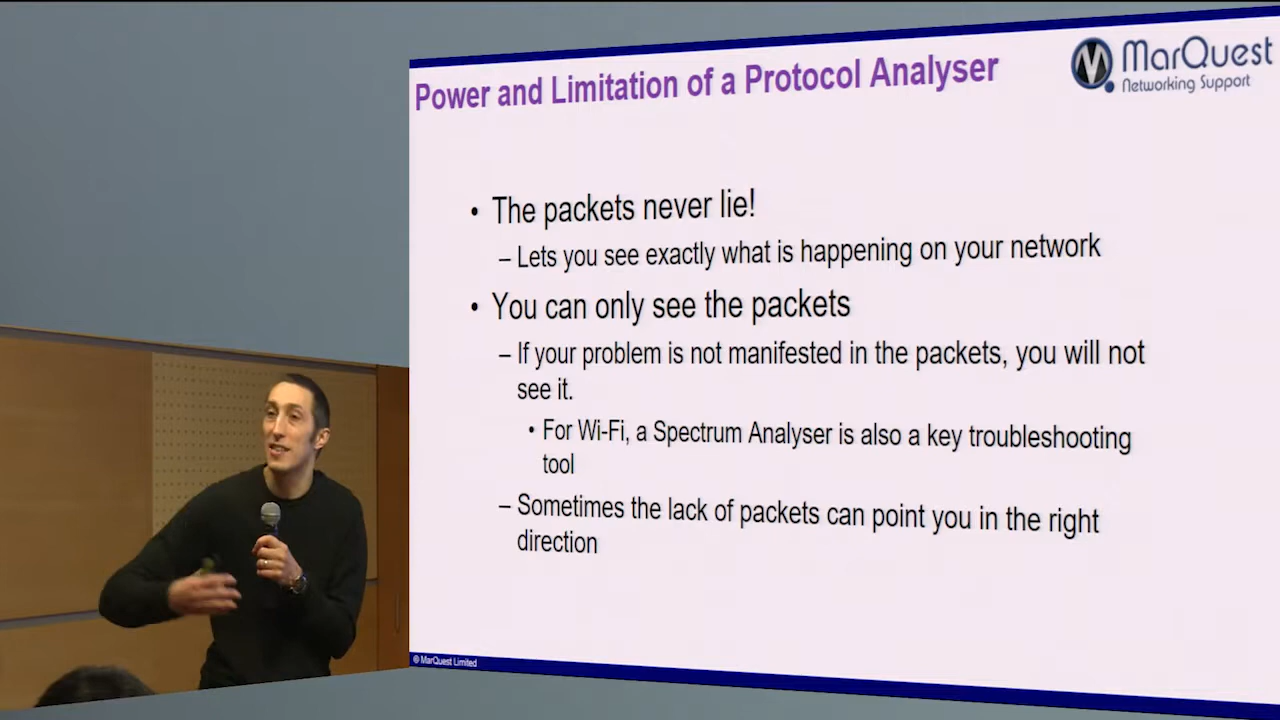 Power and Limitation of a Protocol Analyser
MarQuest
Networking Support
• The packets never lie!
– Lets you see exactly what is happening on your network
• You can only see the packets
– If your problem is not manifested in the packets, you will not
see it.
• For Wi-Fi, a Spectrum Analyser is also a key troubleshooting
tool
– Sometimes the lack of packets can point you in the right
direction
© MarQuest Limited